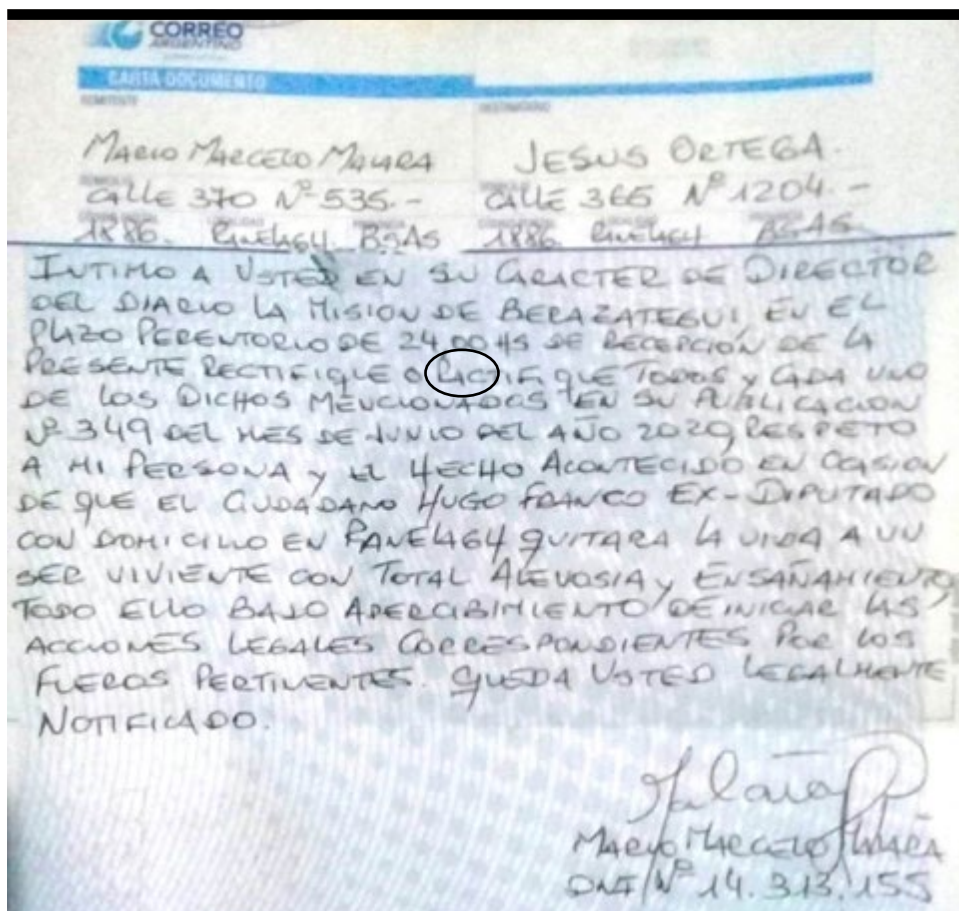 CORREO
ARGENTINO
CARTA DOCUMENTO
REMITENTE DESTINATARIO
MARIO MARCELO JESUS ORTEGA.
CALLE 370 Nº 535.- CALLE 365 Nº 1204.-
1886. BSAS 1886 BSAS
INTIMO A USTED EN SU CARACTER DE DIRECTOR
DEL DIARIO LA MISION DE BERAZATEGUI EN EL
PLAZO PERENTORIO DE 24,00 HS DE RECEPCIÓN DE LA
PRESENTE RECTIFIQUE O RACTIFIQUE TODOS Y CADA UNO
DE LOS DICHOS MENCIONADOS EN SU PUBLICACION
Nº 349 DEL MES DE JUNIO DEL AÑO 2020, RESPETO
A MI PERSONA Y EL HECHO ACONTECIDO EN OCASION
DE QUE EL CIUDADANO HUGO FRANCO EX-DIPUTADO
CON DOMICILIO EN RANELAGH QUITARA LA VIDA A UN
SER VIVIENTE CON TOTAL ALEVOSIA Y ENSAÑAMIENTO,
TODO ELLO BAJO APERCIBIMIENTO DE INICIAR LAS
ACCIONES LEGALES CORRESPONDIENTES POR LOS
FUEROS PERTINENTES. QUEDA USTED LEGALMENTE
NOTIFICADO.
MARIO MARCELO
DNI Nº 14.313.155